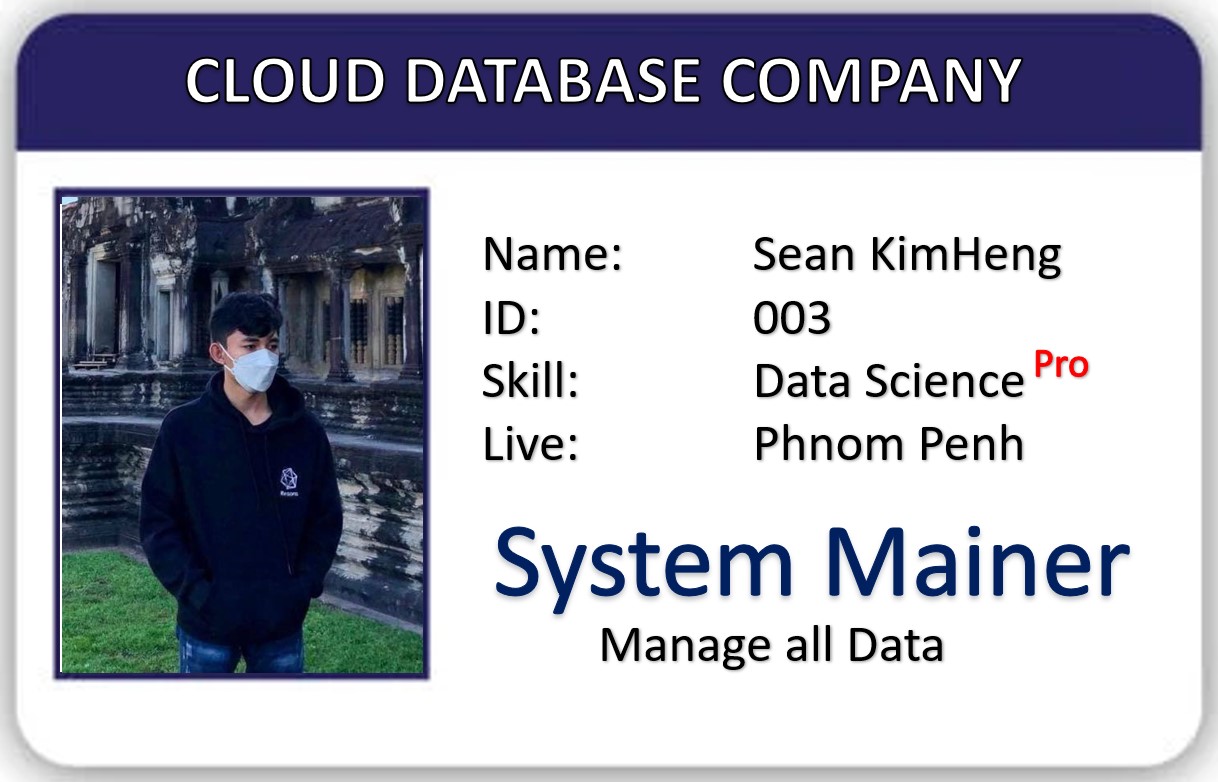 CLOUD DATABASE COMPANY
Name: Sean KimHeng
ID: 003
Skill: Data Science Pro
Live: Phnom Penh
System Mainer
Manage all Data